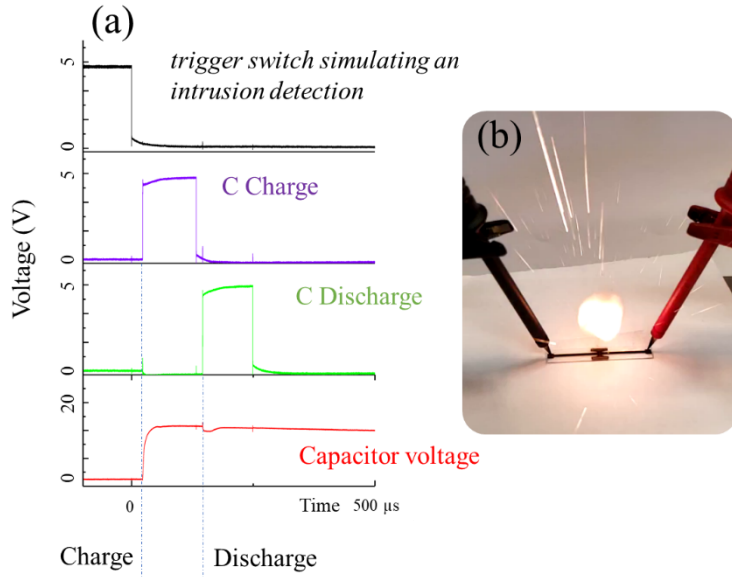 (a)
trigger switch simulating an
intrusion detection
5
0
C Charge
5
0
Voltage (V)
C Discharge
5
0
20
0
Capacitor voltage
0
Time
500 µs
Charge
Discharge
(b)